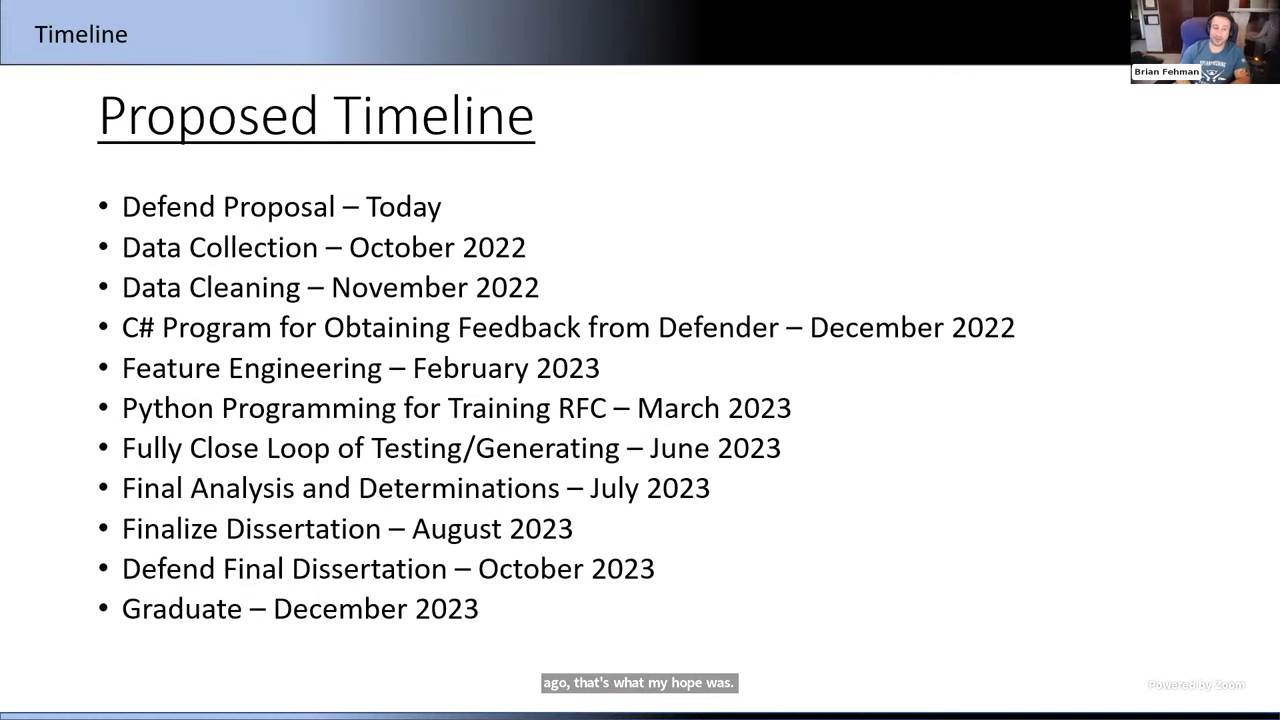 Timeline
Brian Fehman
Proposed Timeline
• Defend Proposal – Today
• Data Collection – October 2022
• Data Cleaning – November 2022
• C# Program for Obtaining Feedback from Defender – December 2022
• Feature Engineering – February 2023
• Python Programming for Training RFC – March 2023
• Fully Close Loop of Testing/Generating – June 2023
• Final Analysis and Determinations – July 2023
• Finalize Dissertation – August 2023
• Defend Final Dissertation – October 2023
• Graduate – December 2023
ago, that's what my hope was.
Powered by Zoom